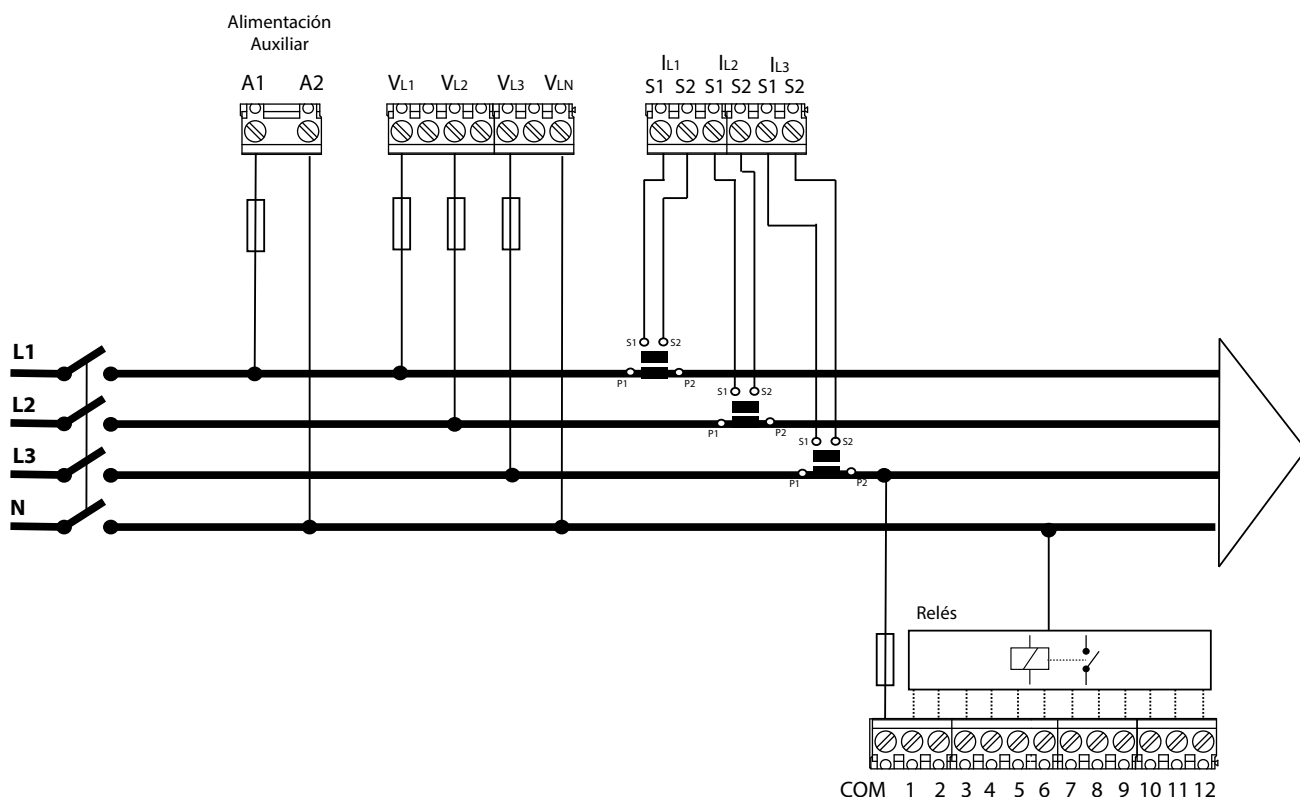 Alimentación
Auxiliar
A1 A2
VL1 VL2 VL3 VLN
IL1 IL2 IL3
S1 S2 S1 S2 S1 S2
L1
S1 S2
P1 P2
L2
S1 S2
P1 P2
L3
S1 S2
P1 P2
N
Relés
COM 1 2 3 4 5 6 7 8 9 10 11 12